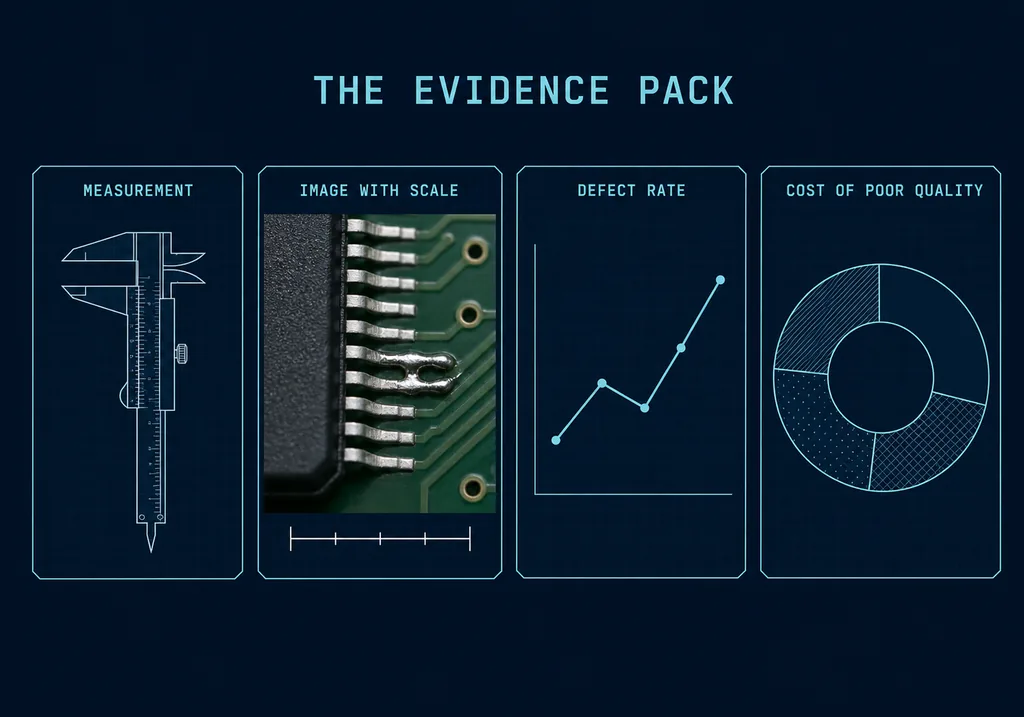 THE EVIDENCE PACK
MEASUREMENT
IMAGE WITH SCALE
DEFECT RATE
COST OF POOR QUALITY